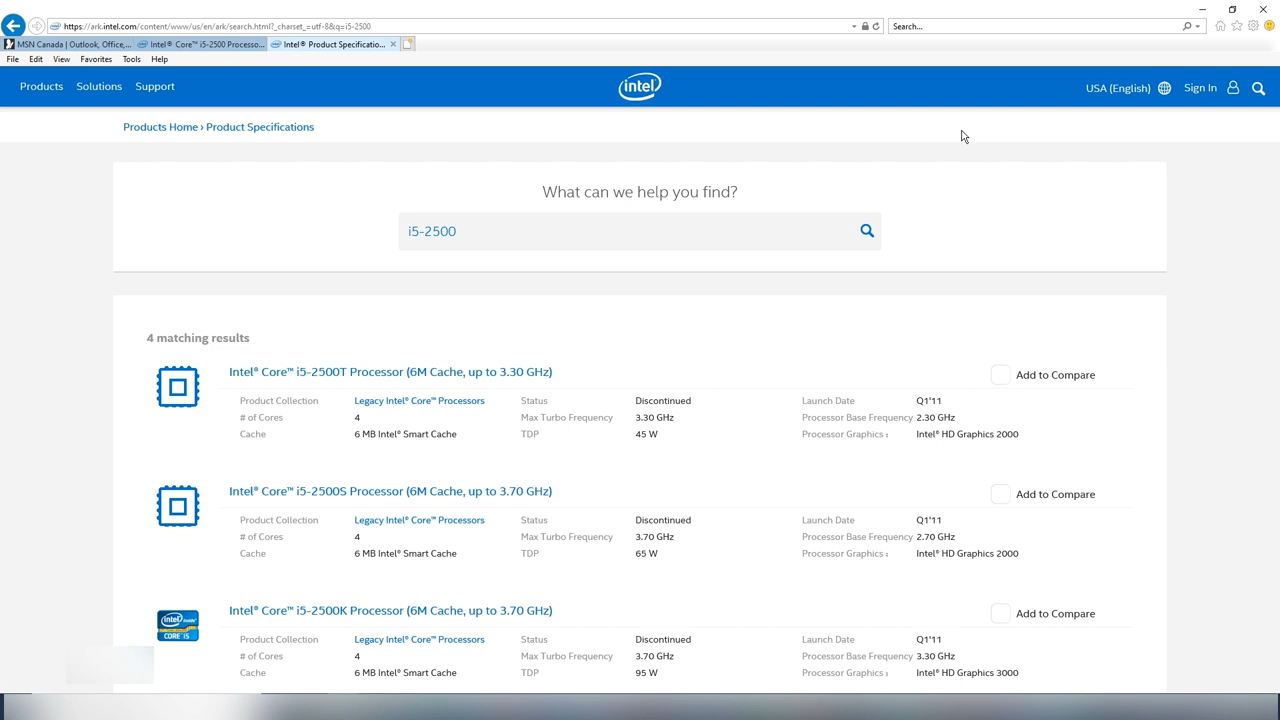 https://ark.intel.com/content/www/us/en/ark/search.html?_charset_=utf-8&q=i5-2500
Search...
MSN Canada | Outlook, Office,...
Intel® Core™ i5-2500 Processo...
Intel® Product Specificatio...
File Edit View Favorites Tools Help
Products Solutions Support
intel
USA (English) Sign In
Products Home › Product Specifications
What can we help you find?
i5-2500
4 matching results
Intel® Core™ i5-2500T Processor (6M Cache, up to 3.30 GHz)
Add to Compare
Product Collection Legacy Intel® Core™ Processors Status Discontinued Launch Date Q1'11
# of Cores 4 Max Turbo Frequency 3.30 GHz Processor Base Frequency 2.30 GHz
Cache 6 MB Intel® Smart Cache TDP 45 W Processor Graphics ‡ Intel® HD Graphics 2000
Intel® Core™ i5-2500S Processor (6M Cache, up to 3.70 GHz)
Add to Compare
Product Collection Legacy Intel® Core™ Processors Status Discontinued Launch Date Q1'11
# of Cores 4 Max Turbo Frequency 3.70 GHz Processor Base Frequency 2.70 GHz
Cache 6 MB Intel® Smart Cache TDP 65 W Processor Graphics ‡ Intel® HD Graphics 2000
Intel® Core™ i5-2500K Processor (6M Cache, up to 3.70 GHz)
Add to Compare
intel inside
CORE i5
Product Collection Legacy Intel® Core™ Processors Status Discontinued Launch Date Q1'11
# of Cores 4 Max Turbo Frequency 3.70 GHz Processor Base Frequency 3.30 GHz
Cache 6 MB Intel® Smart Cache TDP 95 W Processor Graphics ‡ Intel® HD Graphics 3000